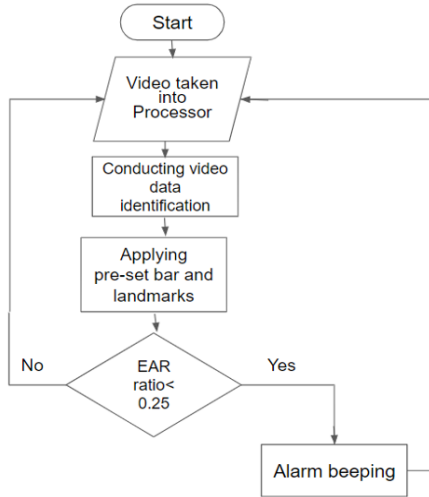 Start
Video taken
into
Processor
Conducting video
data
identification
Applying
pre-set bar and
landmarks
No
EAR
ratio<
0.25
Yes
Alarm beeping